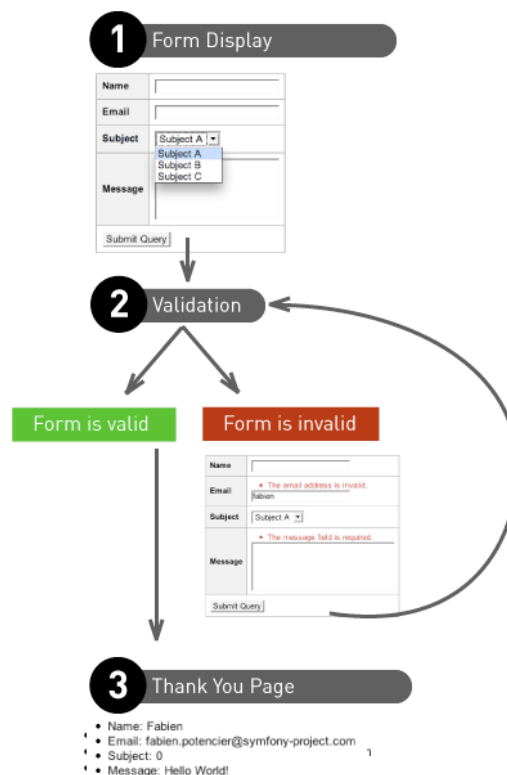 1 Form Display
Name
Email
Subject Subject A
Subject A
Subject B
Subject C
Message
Submit Query
2 Validation
Form is valid
Form is invalid
Name
• The email address is invalid.
Email fabien
Subject Subject A
• The message field is required.
Message
Submit Query
3 Thank You Page
• Name: Fabien
• Email: fabien.potencier@symfony-project.com
• Subject: 0
• Message: Hello World!